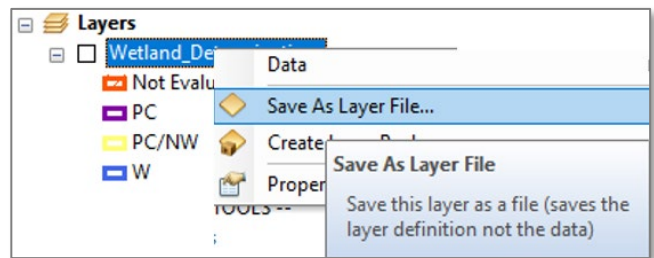 Layers
Wetland_De
Data
Not Evalu
Save As Layer File...
PC
PC/NW
Create
W
Proper
Save As Layer File
Save this layer as a file (saves the
layer definition not the data)
TOOLS --